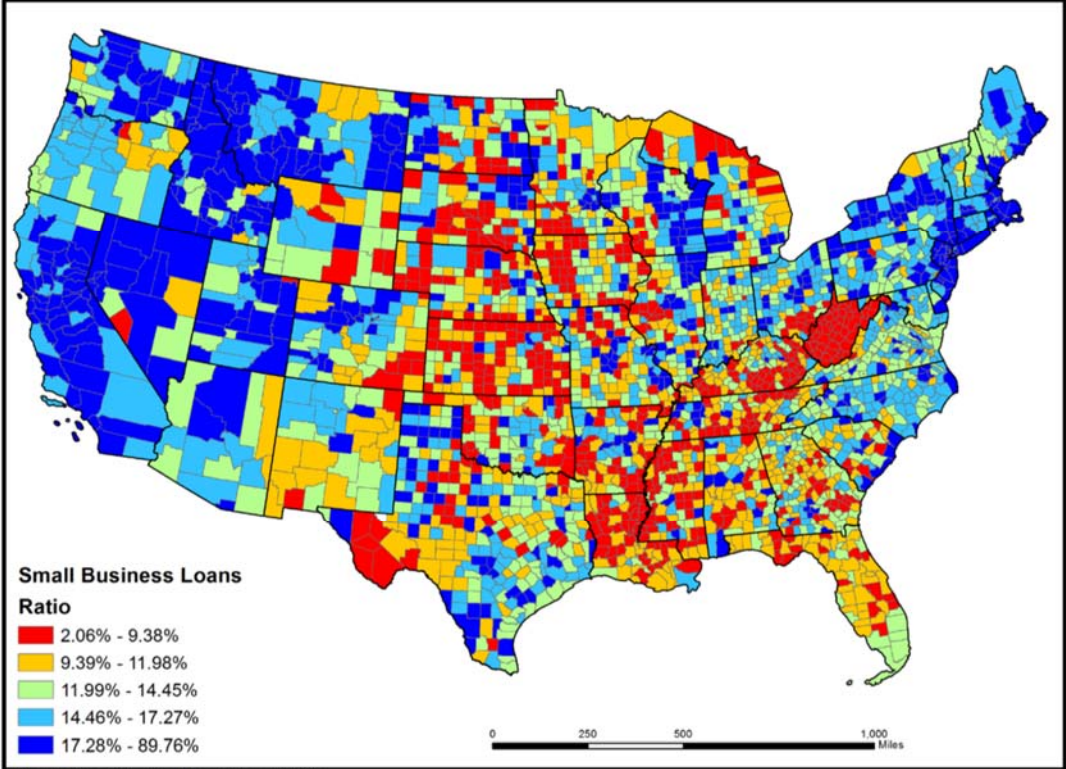 Small Business Loans
Ratio
2.06% - 9.38%
9.39% - 11.98%
11.99% - 14.45%
14.46% - 17.27%
17.28% - 89.76%
0 250 500 1,000
Miles